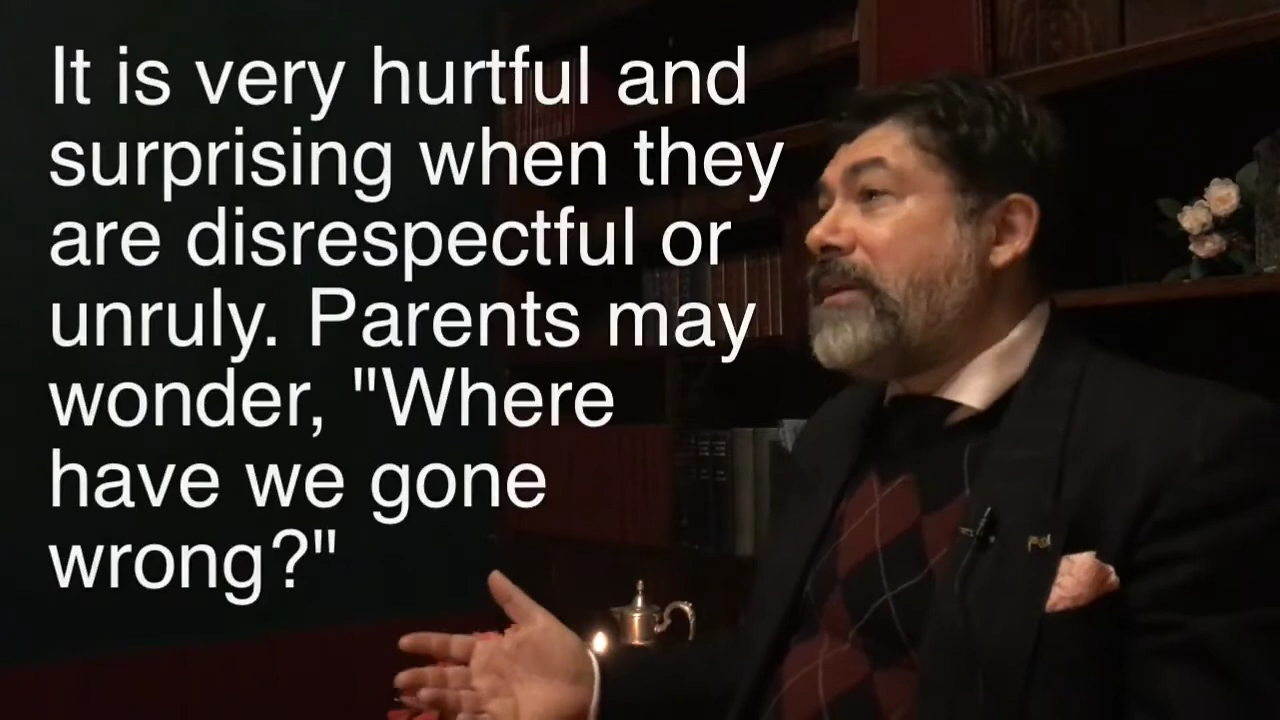 It is very hurtful and
surprising when they
are disrespectful or
unruly. Parents may
wonder, "Where
have we gone
wrong?"